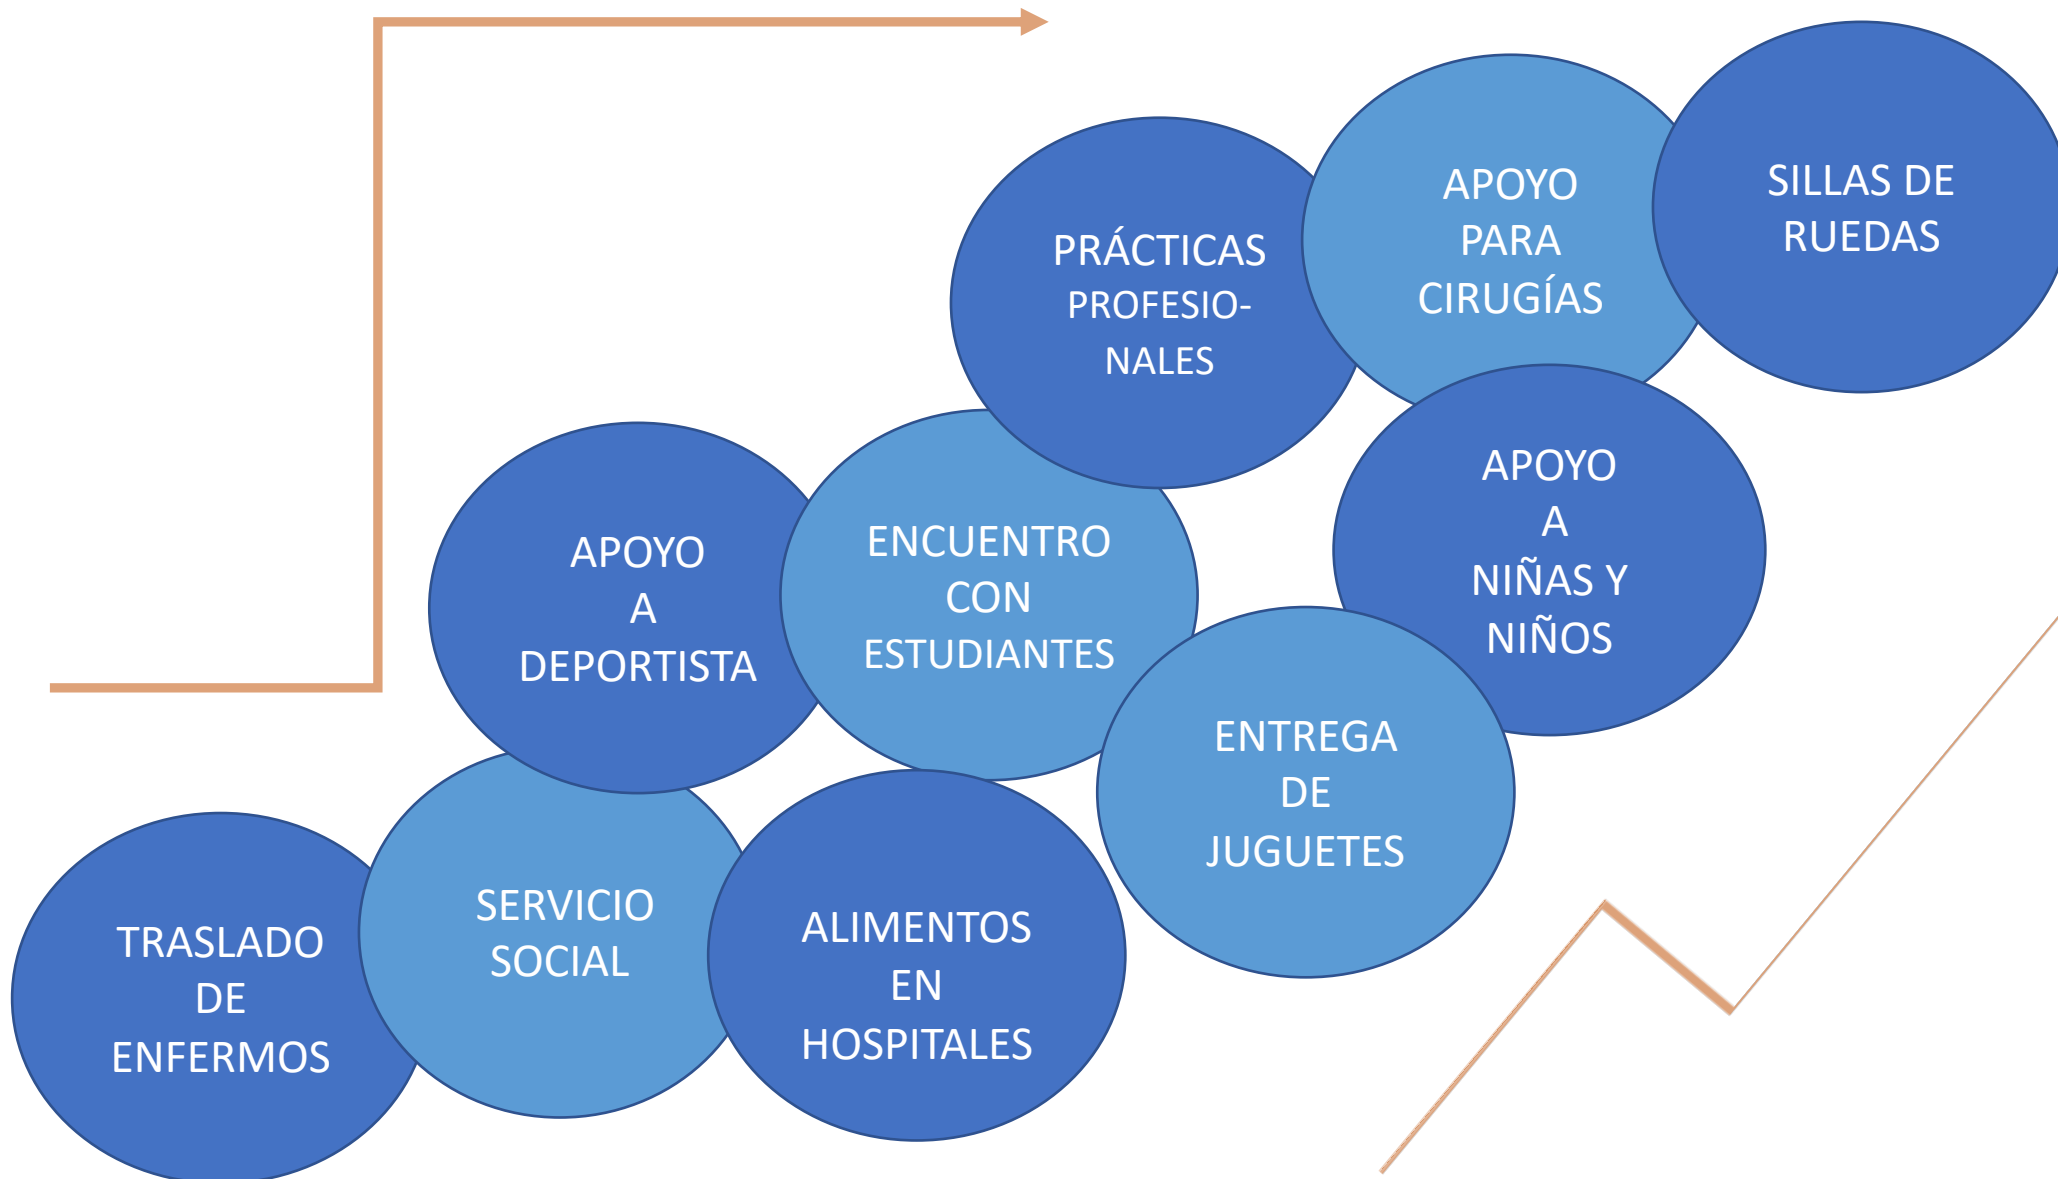 SILLAS DE
RUEDAS
APOYO
PARA
CIRUGÍAS
PRÁCTICAS
PROFESIO-
NALES
APOYO
A
NIÑAS Y
NIÑOS
ENCUENTRO
CON
ESTUDIANTES
APOYO
A
DEPORTISTA
ENTREGA
DE
JUGUETES
SERVICIO
SOCIAL
ALIMENTOS
EN
HOSPITALES
TRASLADO
DE
ENFERMOS